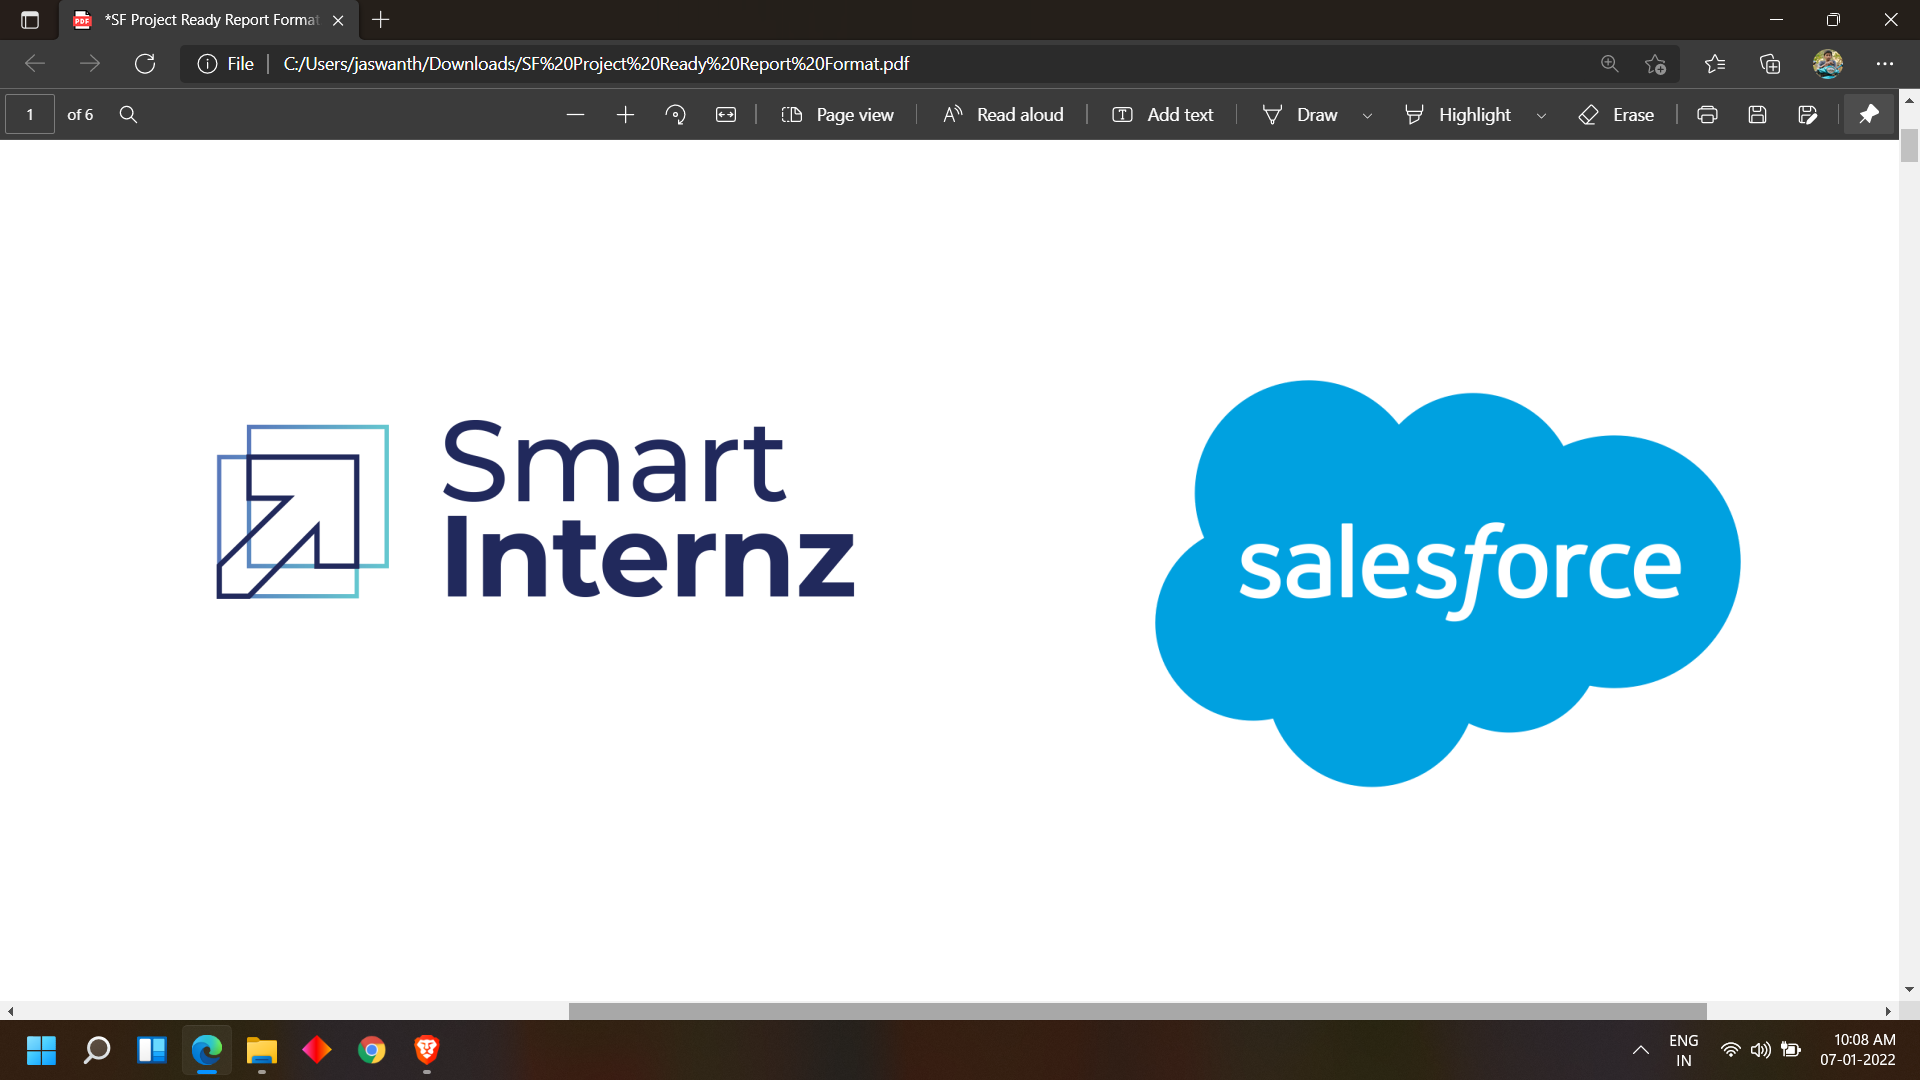 *SF Project Ready Report Format
File
C:/Users/jaswanth/Downloads/SF%20Project%20Ready%20Report%20Format.pdf
1 of 6
Page view
Read aloud
Add text
Draw
Highlight
Erase
Smart
Internz
salesforce
ENG
IN
10:08 AM
07-01-2022